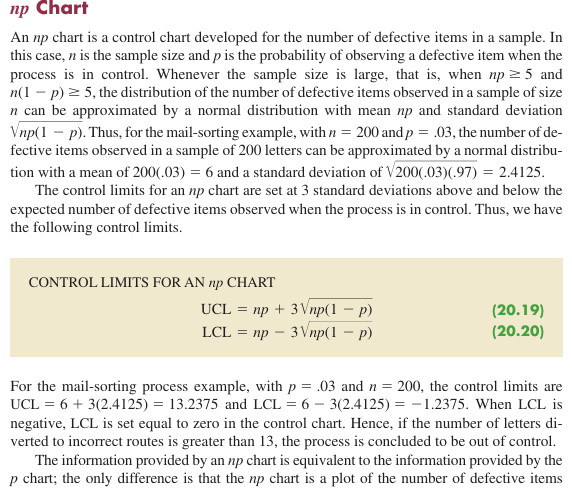 np Chart
An np chart is a control chart developed for the number of defective items in a sample. In
this case, n is the sample size and p is the probability of observing a defective item when the
process is in control. Whenever the sample size is large, that is, when np ≥ 5 and
n(1 − p) ≥ 5, the distribution of the number of defective items observed in a sample of size
n can be approximated by a normal distribution with mean np and standard deviation
√np(1 − p). Thus, for the mail-sorting example, with n = 200 and p = .03, the number of de-
fective items observed in a sample of 200 letters can be approximated by a normal distribu-
tion with a mean of 200(.03) = 6 and a standard deviation of √200(.03)(.97) = 2.4125.
The control limits for an np chart are set at 3 standard deviations above and below the
expected number of defective items observed when the process is in control. Thus, we have
the following control limits.
CONTROL LIMITS FOR AN np CHART
UCL = np + 3√np(1 − p) (20.19)
LCL = np − 3√np(1 − p) (20.20)
For the mail-sorting process example, with p = .03 and n = 200, the control limits are
UCL = 6 + 3(2.4125) = 13.2375 and LCL = 6 − 3(2.4125) = −1.2375. When LCL is
negative, LCL is set equal to zero in the control chart. Hence, if the number of letters di-
verted to incorrect routes is greater than 13, the process is concluded to be out of control.
The information provided by an np chart is equivalent to the information provided by the
p chart; the only difference is that the np chart is a plot of the number of defective items